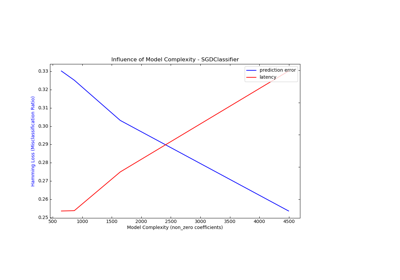 Influence of Model Complexity - SGDClassifier
prediction error
latency
0.33
0.32
0.31
0.30
0.29
0.28
0.27
0.26
0.25
Hamming Loss (Misclassification Ratio)
500 1000 1500 2000 2500 3000 3500 4000 4500
Model Complexity (non_zero coefficients)